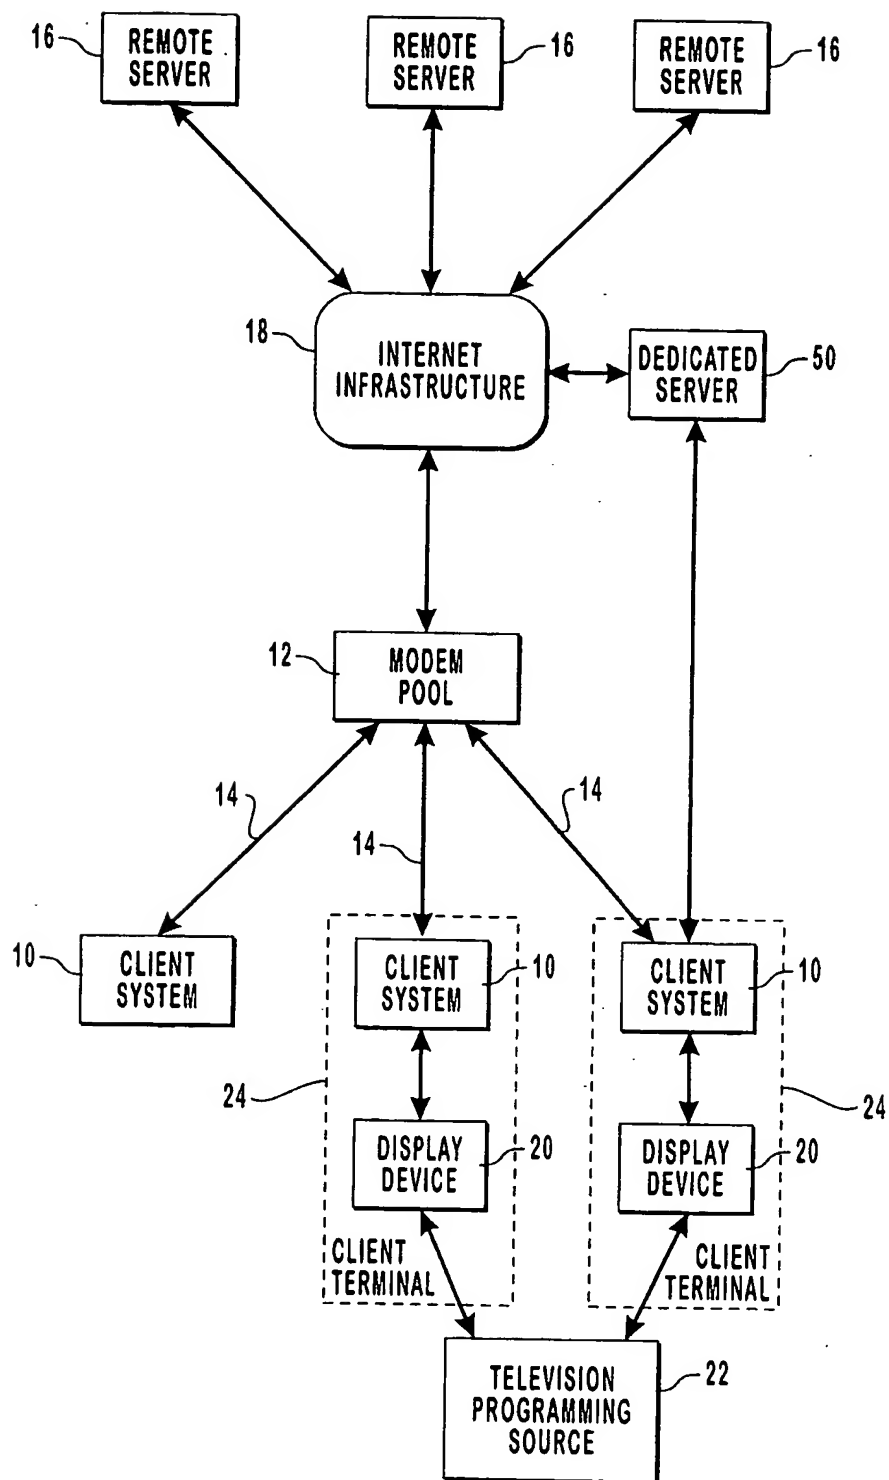 16
REMOTE
SERVER
REMOTE
SERVER
16
REMOTE
SERVER
16
18
INTERNET
INFRASTRUCTURE
DEDICATED
SERVER
50
12
MODEM
POOL
14
14
14
10
CLIENT
SYSTEM
CLIENT
SYSTEM
10
CLIENT
SYSTEM
10
24
24
DISPLAY
DEVICE
20
DISPLAY
DEVICE
20
CLIENT
TERMINAL
CLIENT
TERMINAL
TELEVISION
PROGRAMMING
SOURCE
22